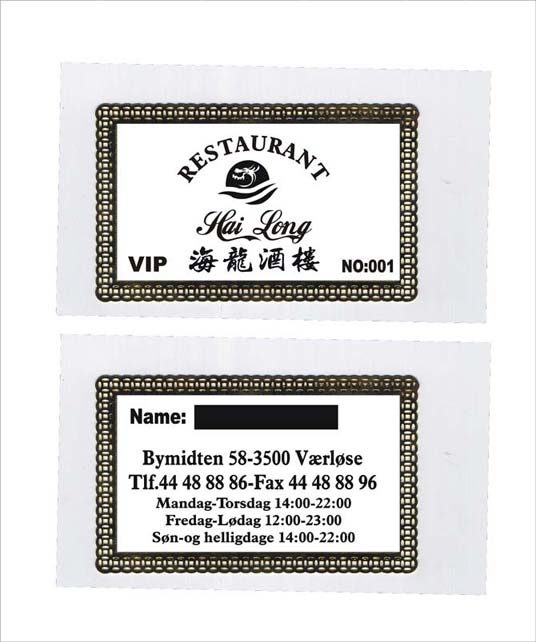 RESTAURANT
Hai Long
VIP 海龍酒楼 NO:001
Name:
Bymidten 58-3500 Værløse
Tlf.44 48 88 86-Fax 44 48 88 96
Mandag-Torsdag 14:00-22:00
Fredag-Lødag 12:00-23:00
Søn-og helligdage 14:00-22:00